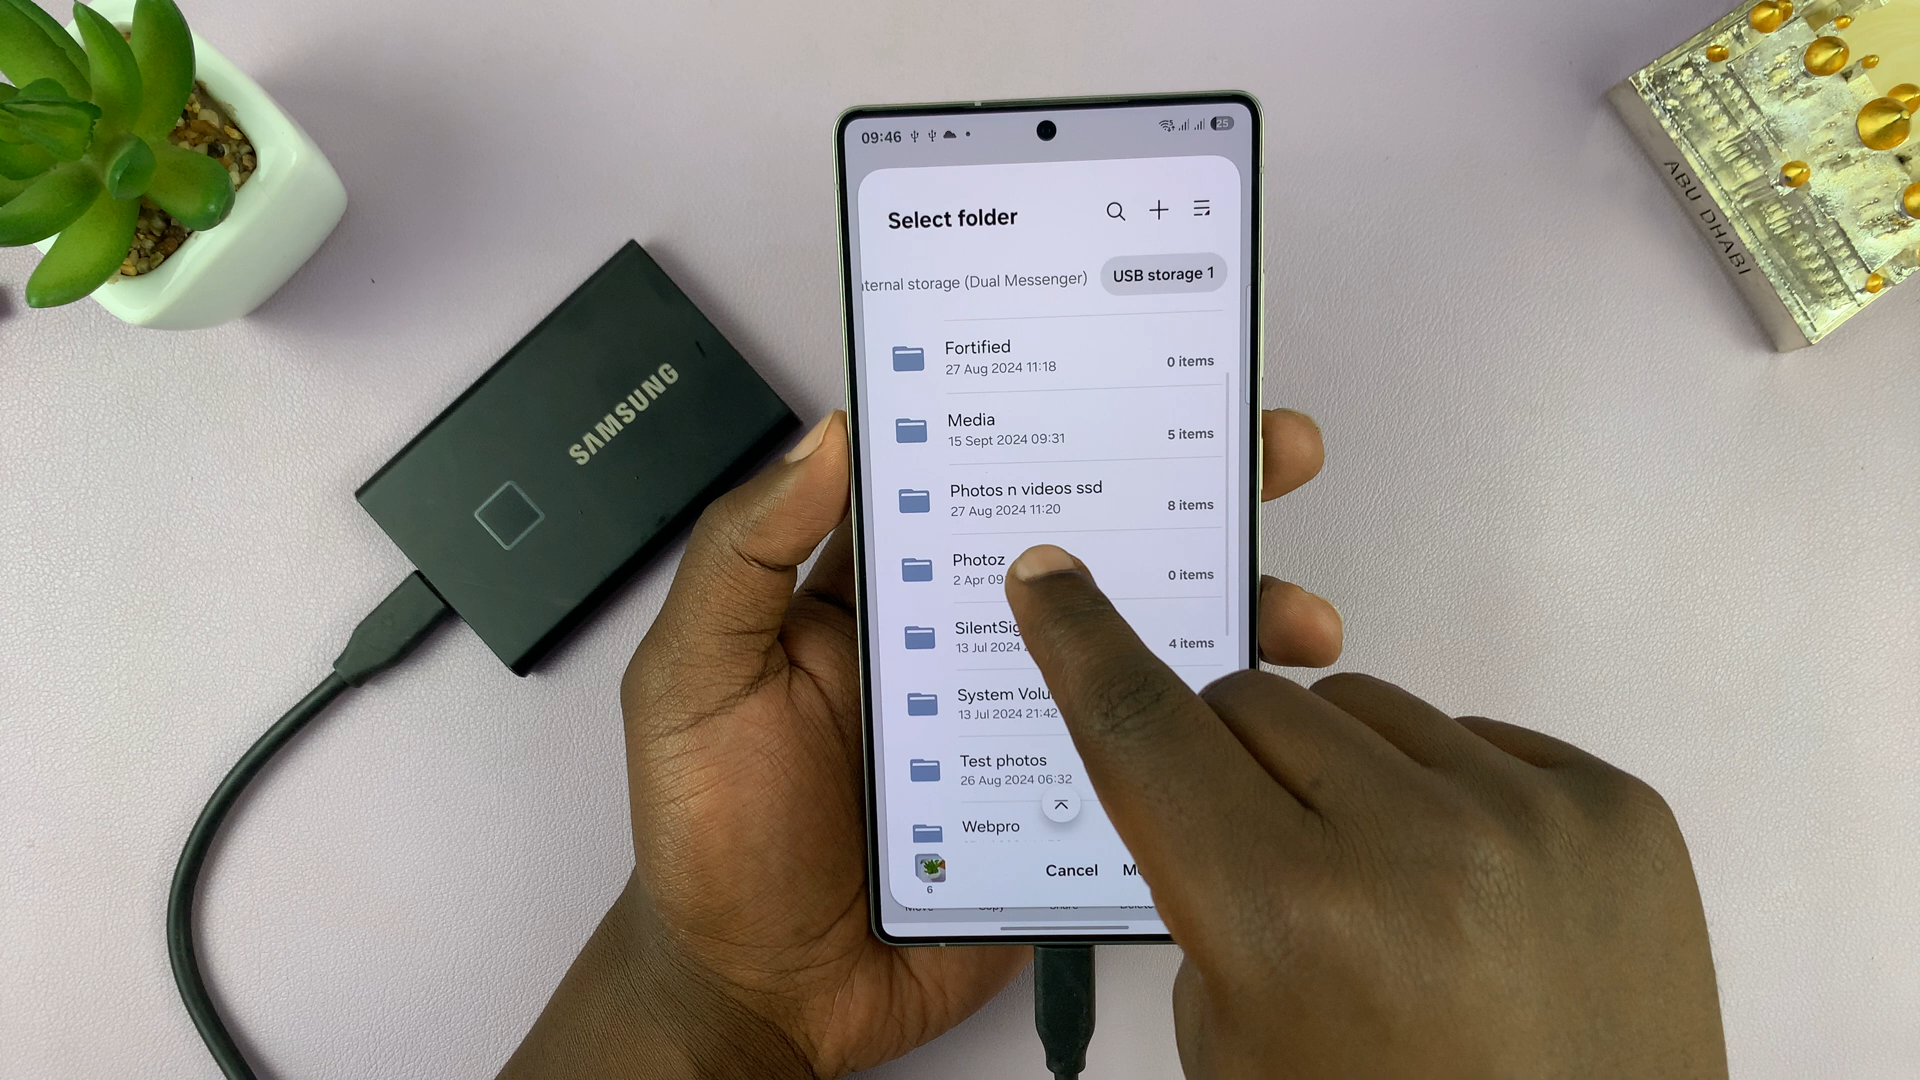 09:46
25
Select folder
nternal storage (Dual Messenger) USB storage 1
Fortified
27 Aug 2024 11:18
0 items
Media
15 Sept 2024 09:31
5 items
Photos n videos ssd
27 Aug 2024 11:20
8 items
Photoz
2 Apr 09
0 items
SilentSig
13 Jul 2024
4 items
System Volu
13 Jul 2024 21:42
Test photos
26 Aug 2024 06:32
Webpro
6
Cancel
Copy
SAMSUNG
ABU DHABI